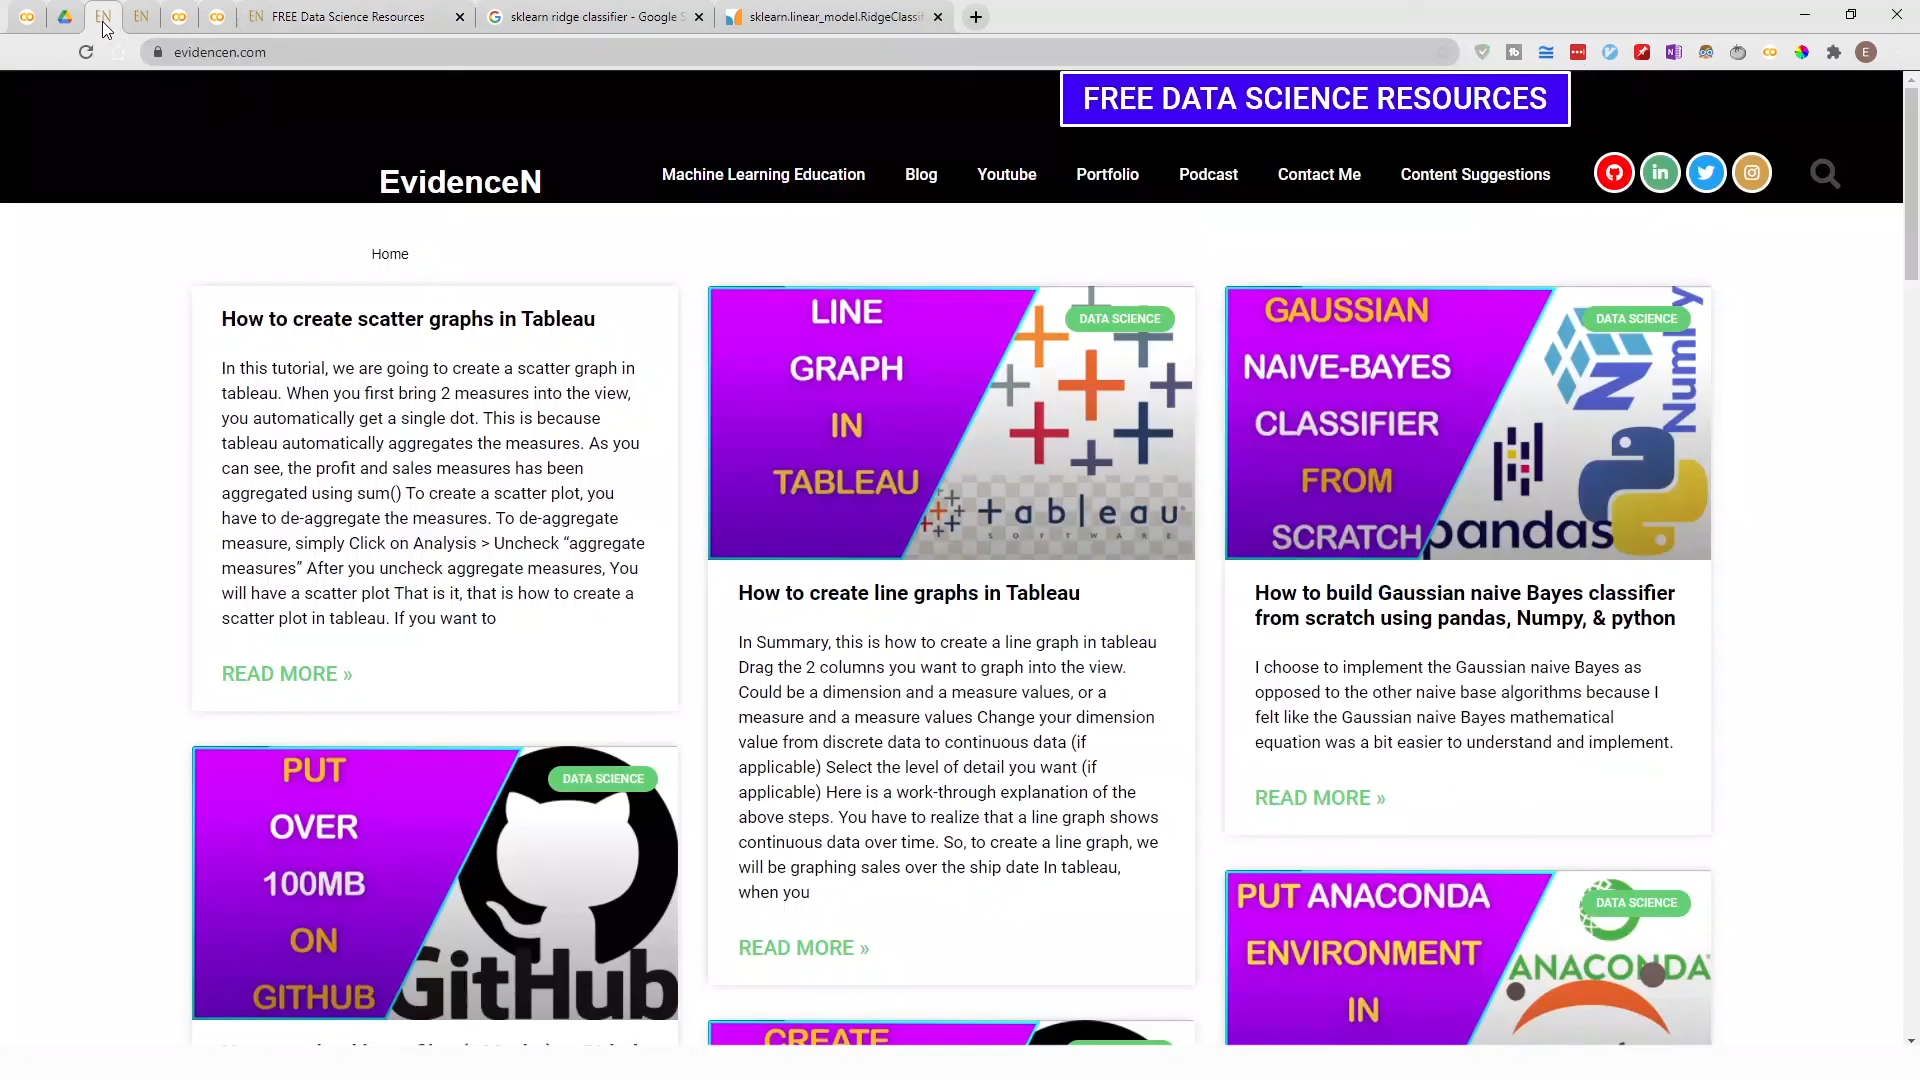 EN
EN
EN FREE Data Science Resources
sklearn ridge classifier - Google S
sklearn.linear_model.RidgeClassif
evidencen.com
E
FREE DATA SCIENCE RESOURCES
EvidenceN
Machine Learning Education
Blog
Youtube
Portfolio
Podcast
Contact Me
Content Suggestions
Home
How to create scatter graphs in Tableau
In this tutorial, we are going to create a scatter graph in
tableau. When you first bring 2 measures into the view,
you automatically get a single dot. This is because
tableau automatically aggregates the measures. As you
can see, the profit and sales measures has been
aggregated using sum() To create a scatter plot, you
have to de-aggregate the measures. To de-aggregate
measure, simply Click on Analysis > Uncheck “aggregate
measures” After you uncheck aggregate measures, You
will have a scatter plot That is it, that is how to create a
scatter plot in tableau. If you want to
READ MORE »
PUT
OVER
100MB
ON
GITHUB
DATA SCIENCE
GitHub
LINE
GRAPH
IN
TABLEAU
DATA SCIENCE
+ a b l e a u
S O F T W A R E
How to create line graphs in Tableau
In Summary, this is how to create a line graph in tableau
Drag the 2 columns you want to graph into the view.
Could be a dimension and a measure values, or a
measure and a measure values Change your dimension
value from discrete data to continuous data (if
applicable) Select the level of detail you want (if
applicable) Here is a work-through explanation of the
above steps. You have to realize that a line graph shows
continuous data over time. So, to create a line graph, we
will be graphing sales over the ship date In tableau,
when you
READ MORE »
CREATE
GAUSSIAN
NAIVE-BAYES
CLASSIFIER
FROM
SCRATCH
DATA SCIENCE
NumPy
pandas
How to build Gaussian naive Bayes classifier
from scratch using pandas, Numpy, & python
I choose to implement the Gaussian naive Bayes as
opposed to the other naive base algorithms because I
felt like the Gaussian naive Bayes mathematical
equation was a bit easier to understand and implement.
READ MORE »
PUT ANACONDA
ENVIRONMENT
IN
DATA SCIENCE
ANACONDA